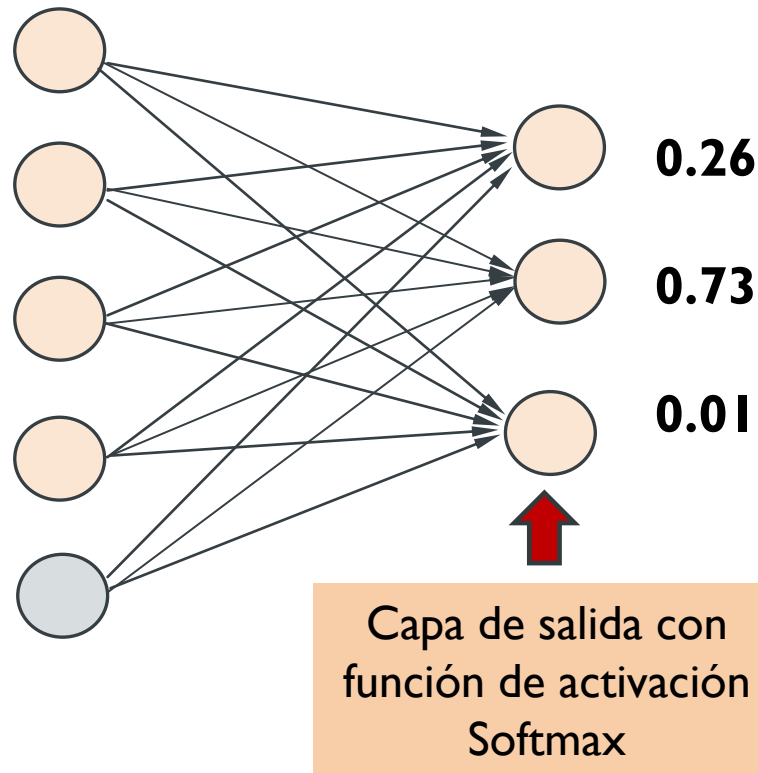 0.26
0.73
0.01
Capa de salida con
función de activación
Softmax